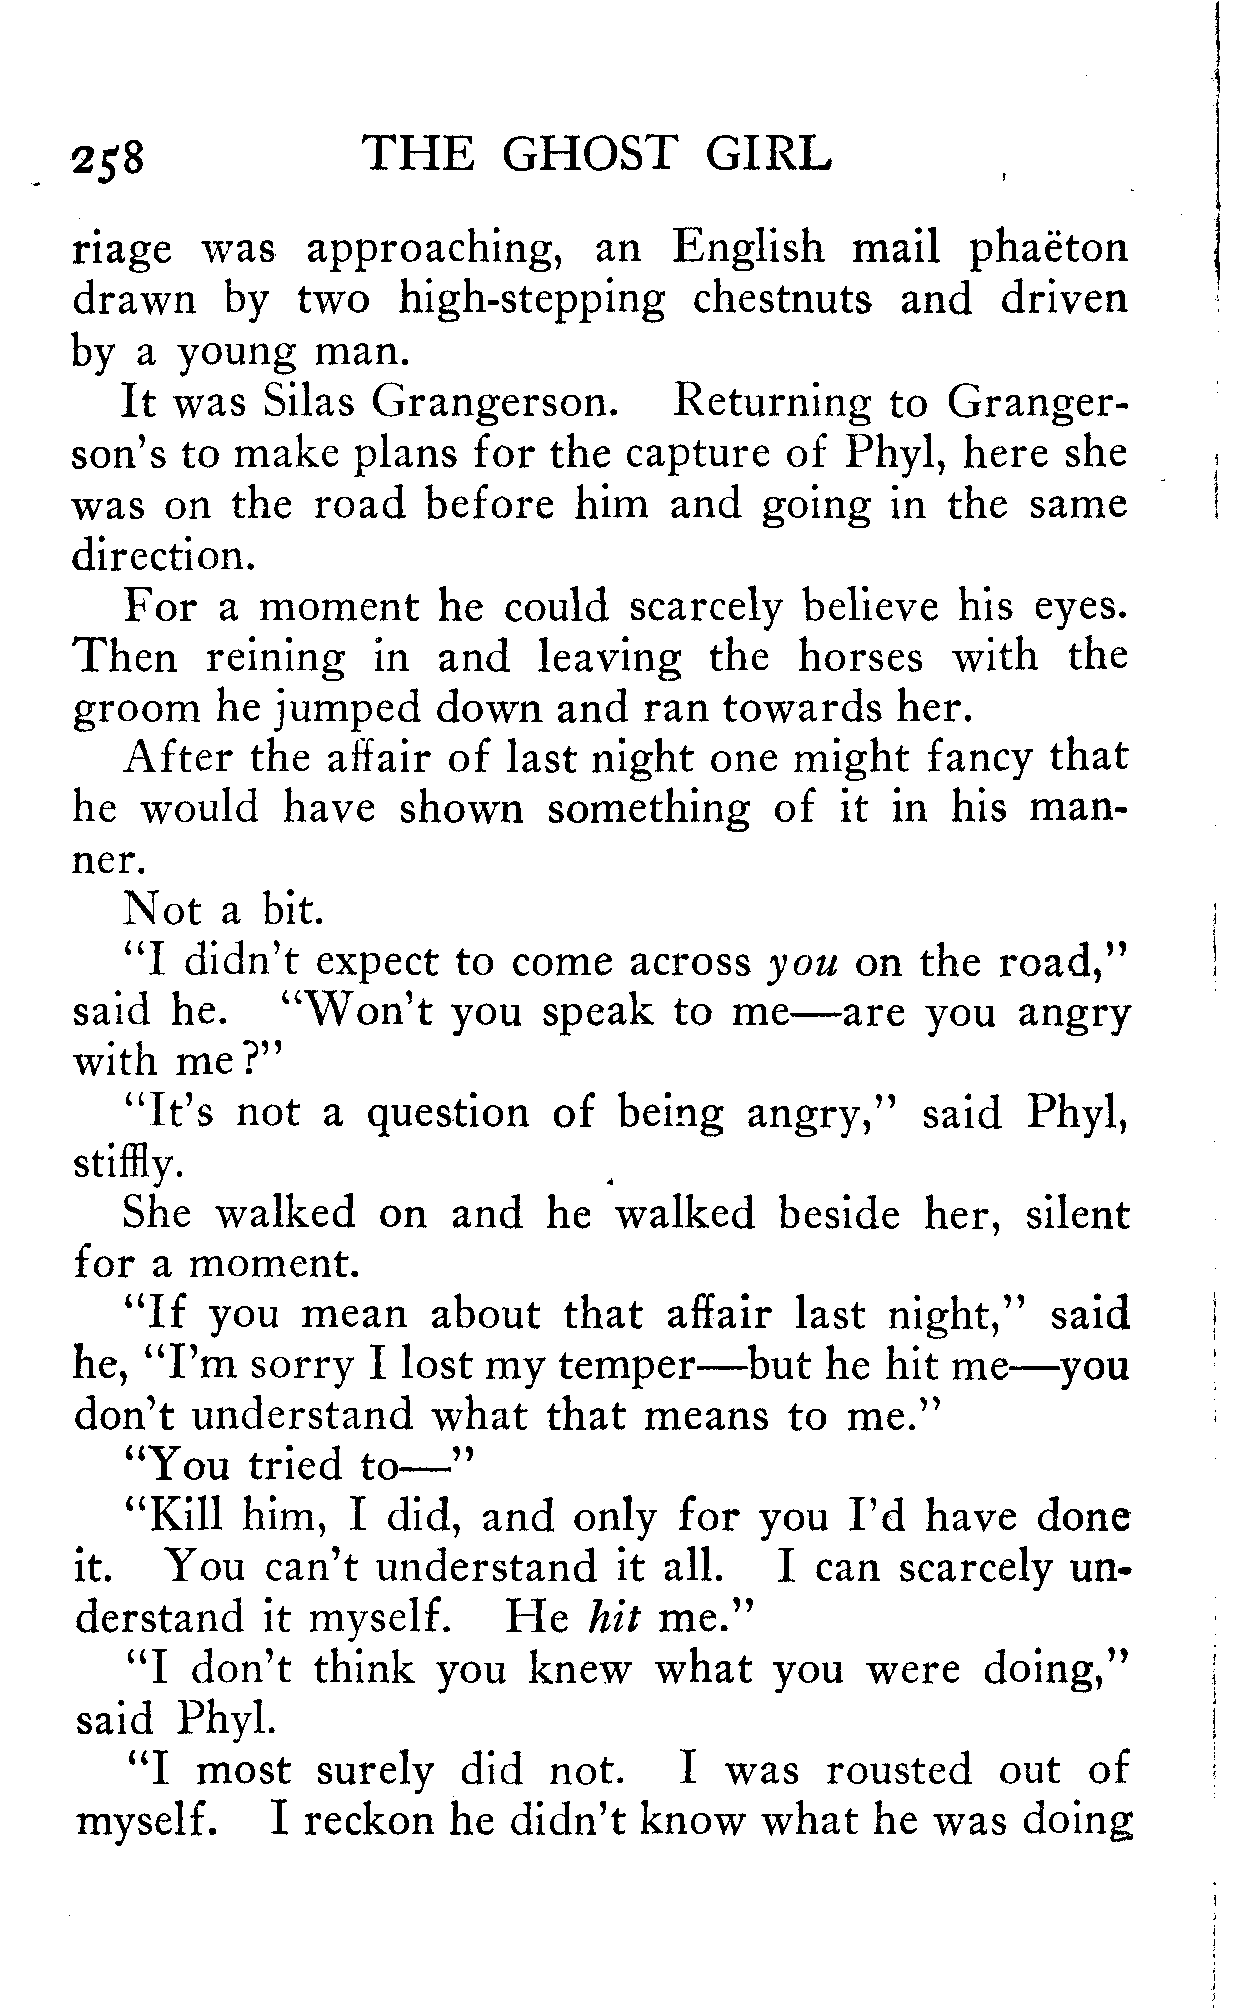 258 THE GHOST GIRL
riage was approaching, an English mail phaëton
drawn by two high-stepping chestnuts and driven
by a young man.
It was Silas Grangerson. Returning to Granger-
son's to make plans for the capture of Phyl, here she
was on the road before him and going in the same
direction.
For a moment he could scarcely believe his eyes.
Then reining in and leaving the horses with the
groom he jumped down and ran towards her.
After the affair of last night one might fancy that
he would have shown something of it in his man-
ner.
Not a bit.
"I didn't expect to come across you on the road,"
said he. "Won't you speak to me—are you angry
with me?"
"It's not a question of being angry," said Phyl,
stiffly.
She walked on and he walked beside her, silent
for a moment.
"If you mean about that affair last night," said
he, "I'm sorry I lost my temper—but he hit me—you
don't understand what that means to me."
"You tried to—"
"Kill him, I did, and only for you I'd have done
it. You can't understand it all. I can scarcely un-
derstand it myself. He hit me."
"I don't think you knew what you were doing,"
said Phyl.
"I most surely did not. I was rousted out of
myself. I reckon he didn't know what he was doing